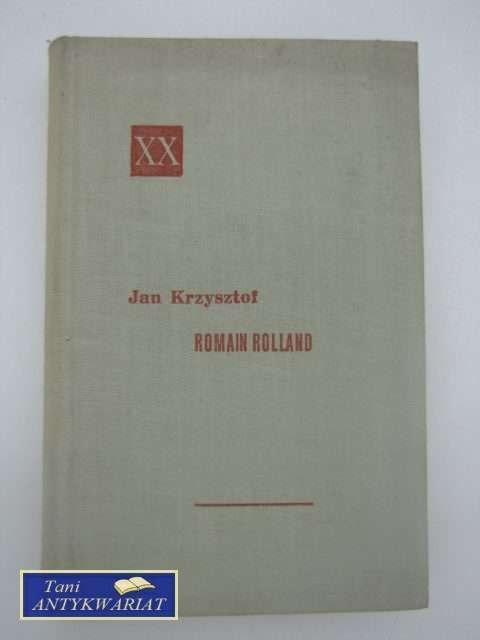 XX
Jan Krzysztof
ROMAIN ROLLAND
Tani
ANTYKWARIAT